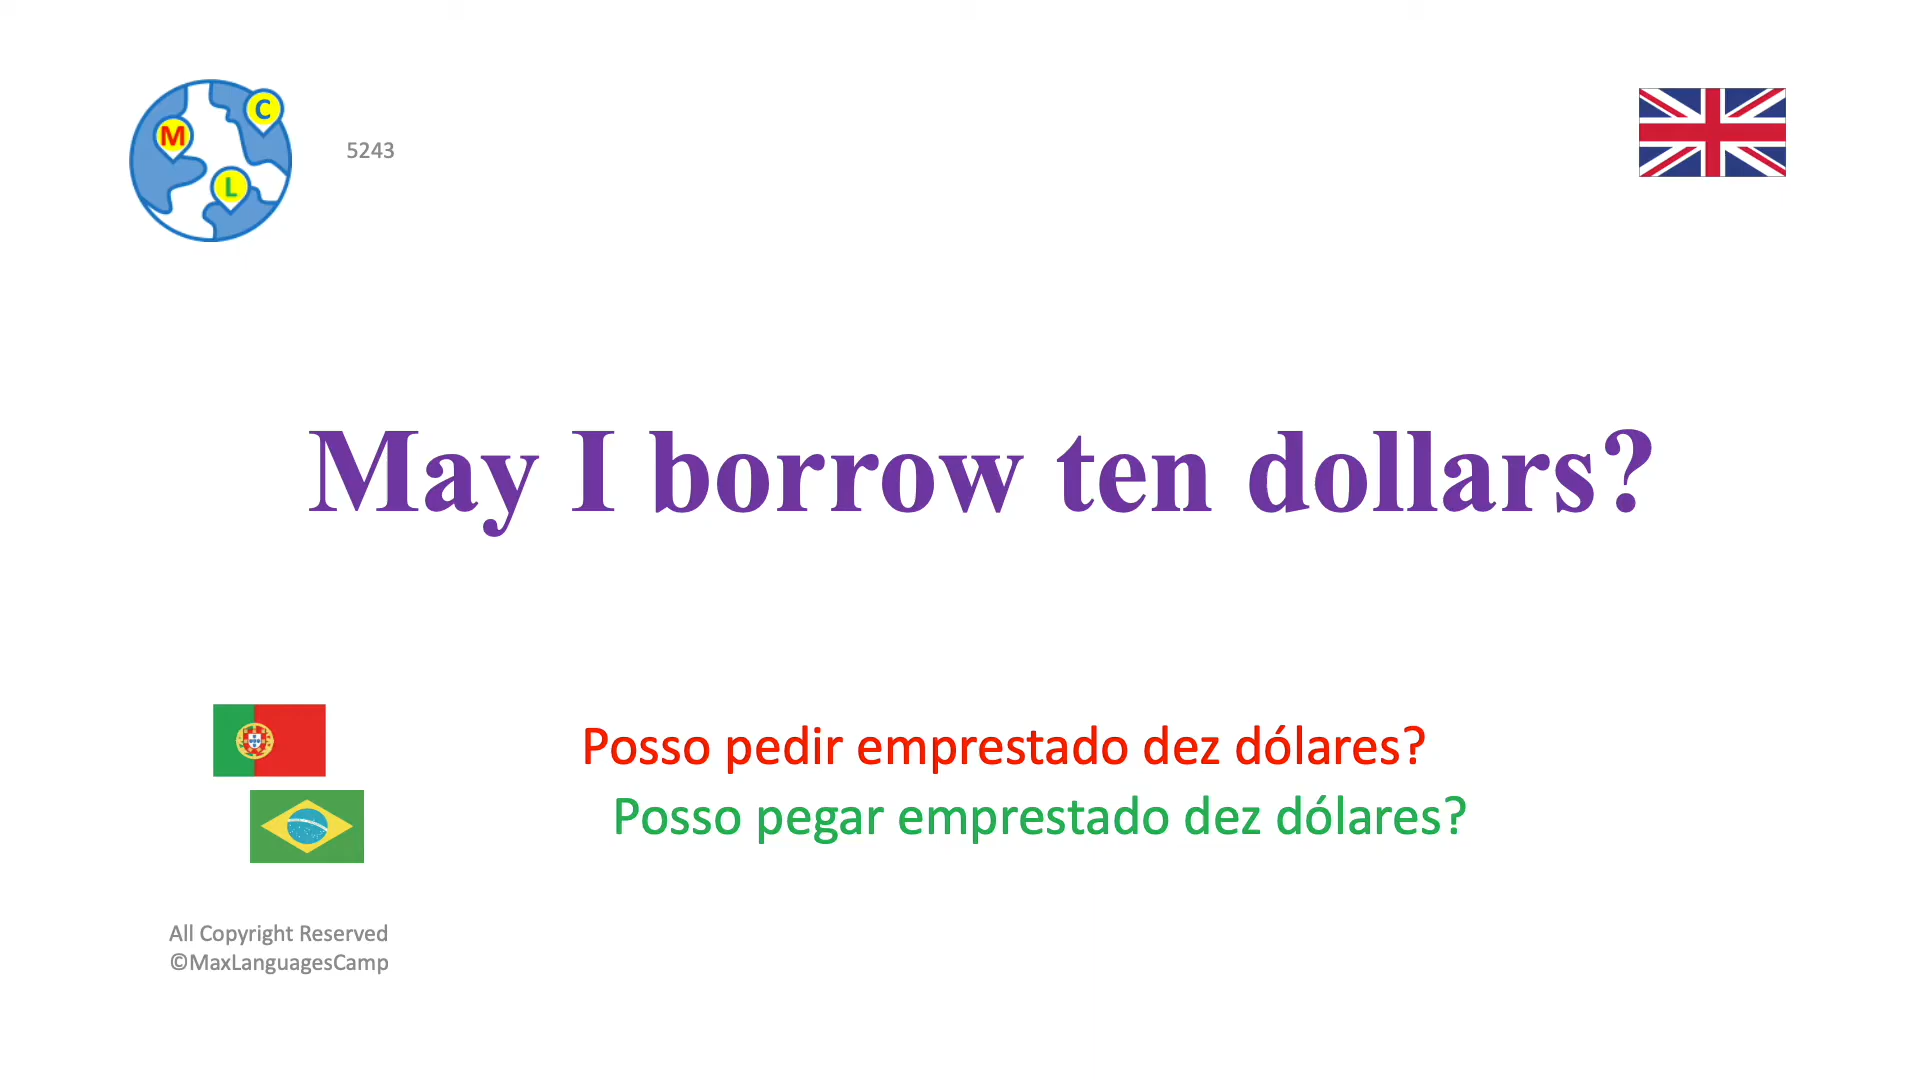 M
C
L
5243
May I borrow ten dollars?
Posso pedir emprestado dez dólares?
Posso pegar emprestado dez dólares?
All Copyright Reserved
©MaxLanguagesCamp